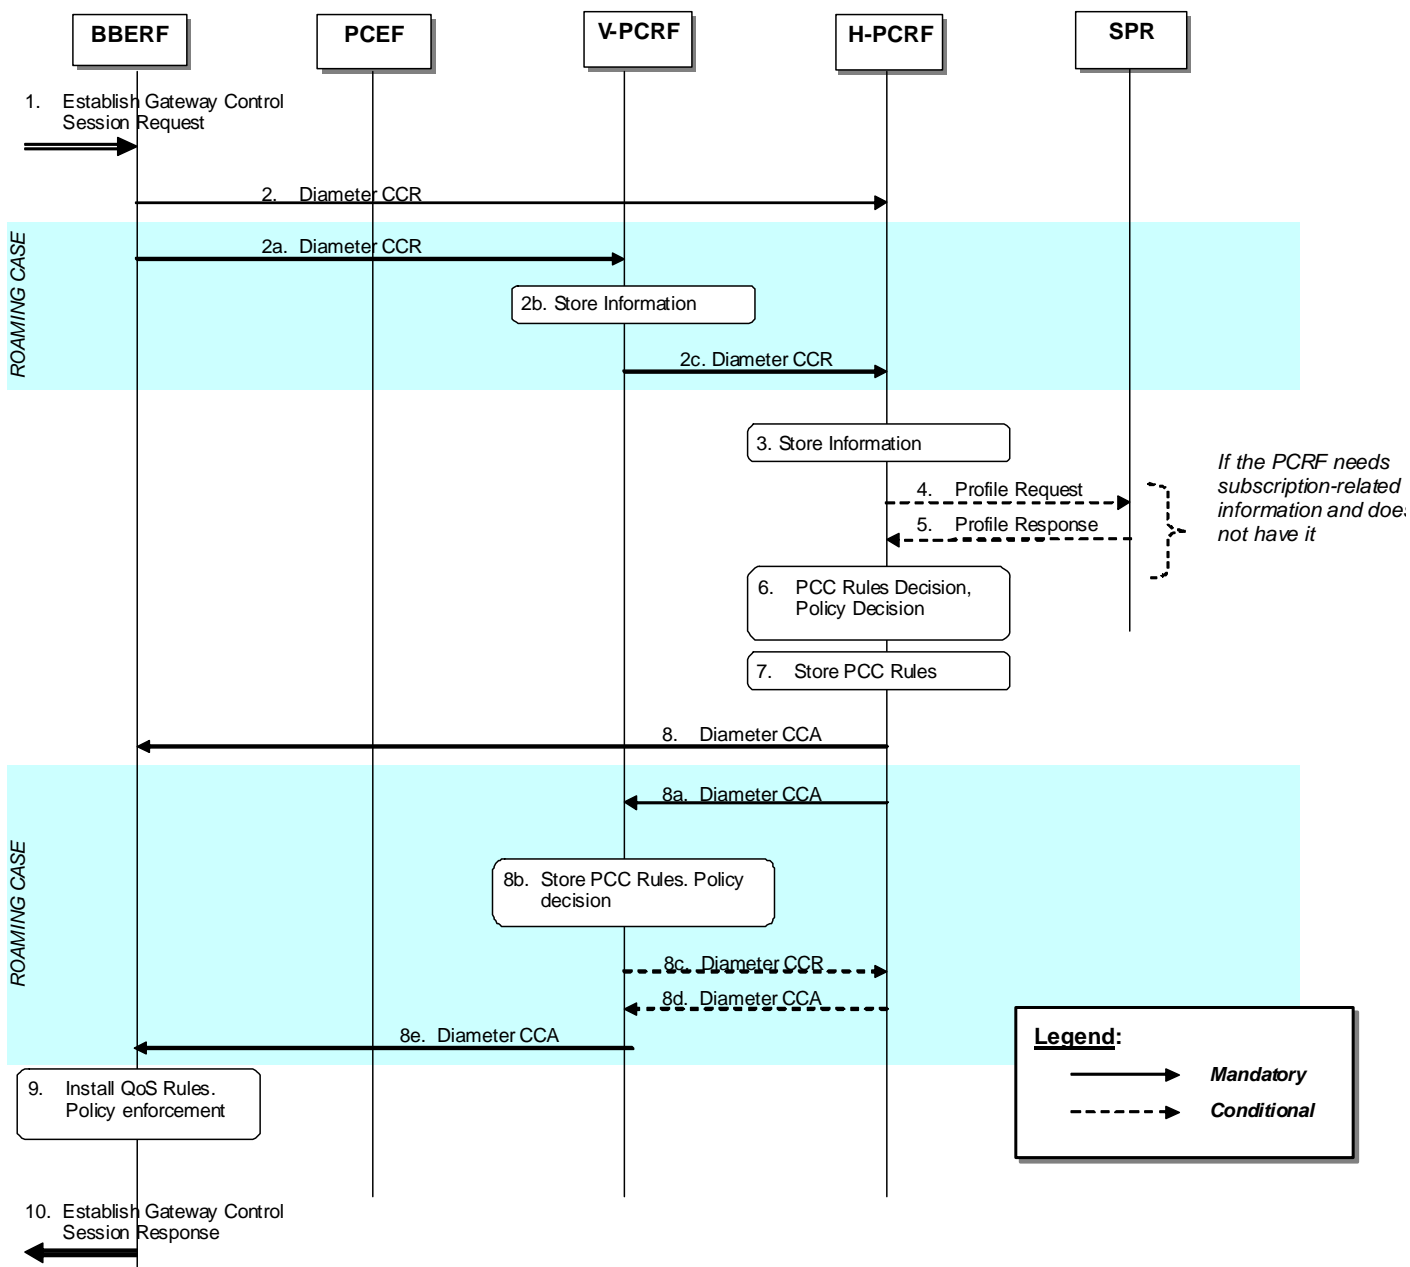 BBERF PCEF V-PCRF H-PCRF SPR
1. Establish Gateway Control
Session Request
2. Diameter CCR
ROAMING CASE
2a. Diameter CCR
2b. Store Information
2c. Diameter CCR
3. Store Information
4. Profile Request
5. Profile Response
If the PCRF needs
subscription-related
information and does
not have it
6. PCC Rules Decision,
Policy Decision
7. Store PCC Rules
8. Diameter CCA
ROAMING CASE
8a. Diameter CCA
8b. Store PCC Rules. Policy
decision
8c. Diameter CCR
8d. Diameter CCA
8e. Diameter CCA
Legend:
Mandatory
Conditional
9. Install QoS Rules.
Policy enforcement
10. Establish Gateway Control
Session Response